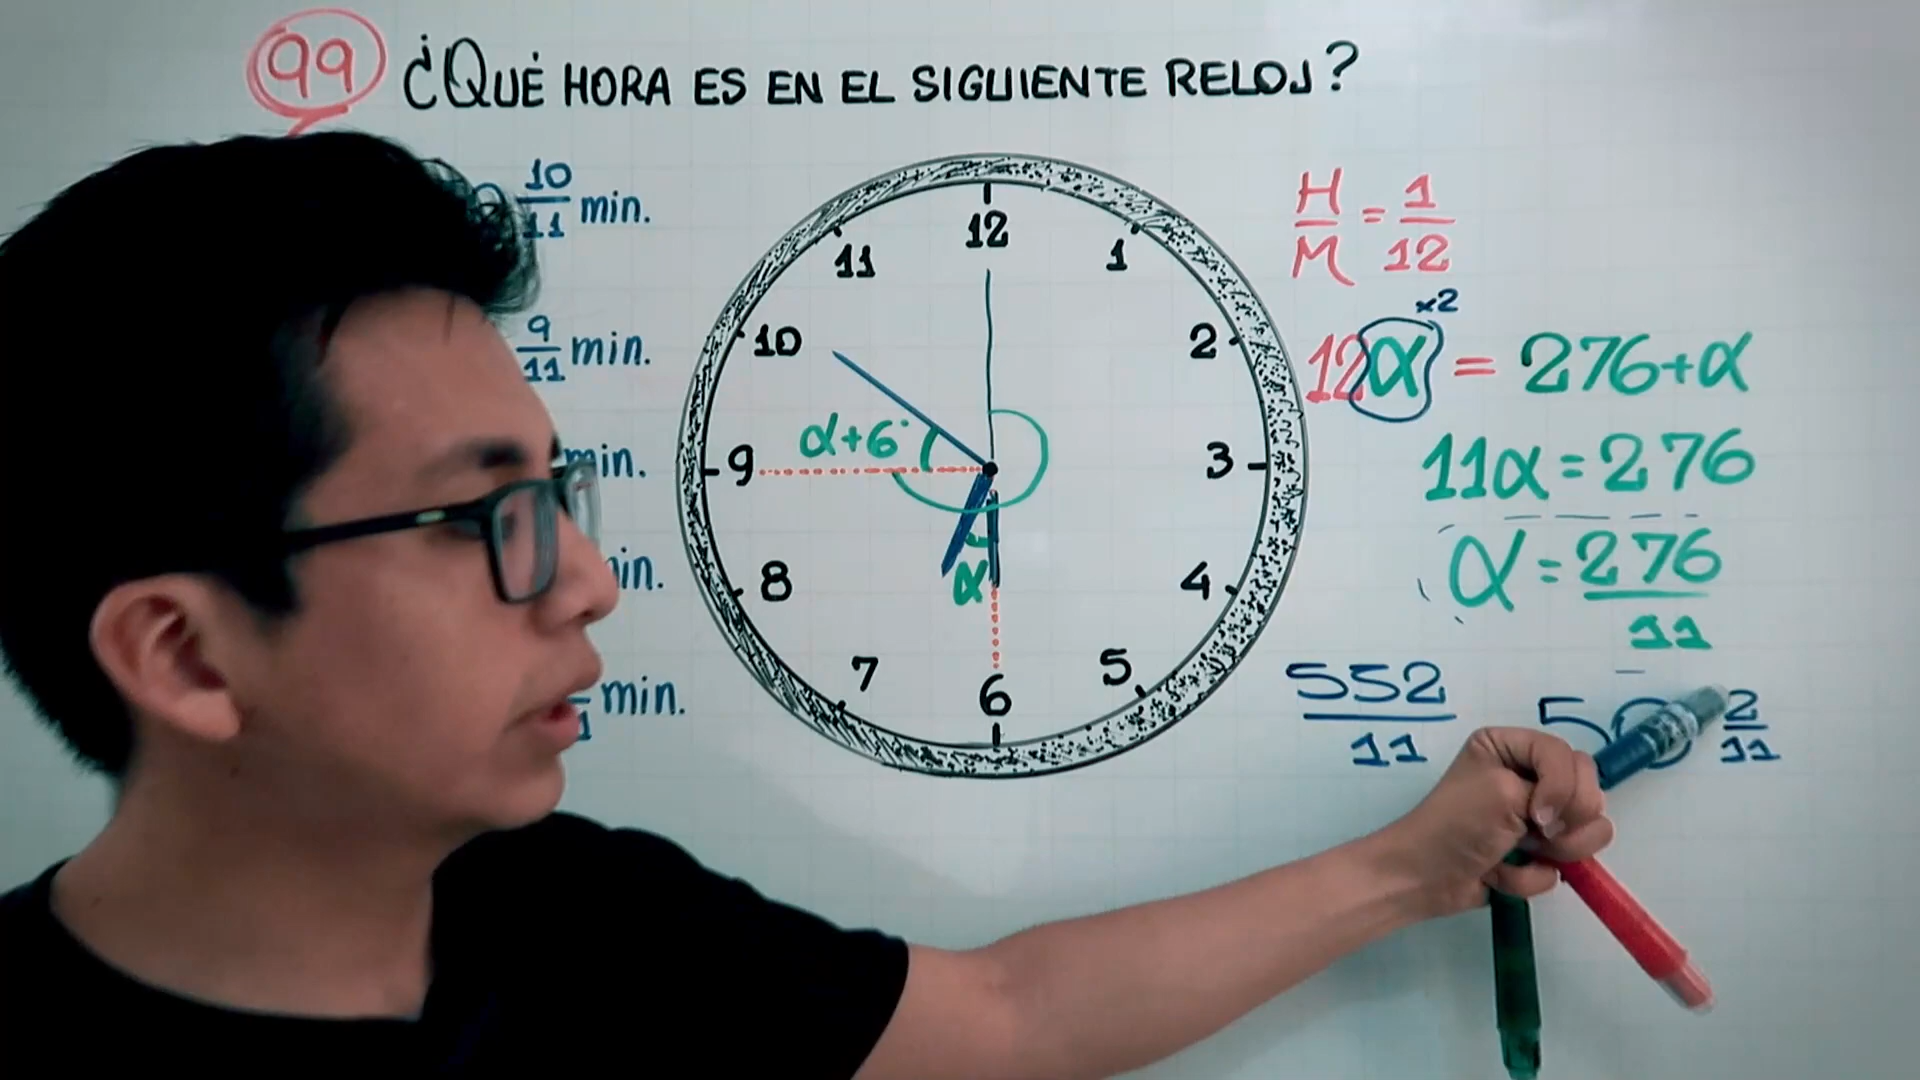 99 ¿QUÉ HORA ES EN EL SIGUIENTE RELOJ?
10/11 min.
9/11 min.
min.
min.
min.
12
1
2
3
4
5
6
7
8
9
10
11
α+6°
α
H/M = 1/12
x2
12α = 276+α
11α = 276
α = 276/11
552/11
2/11